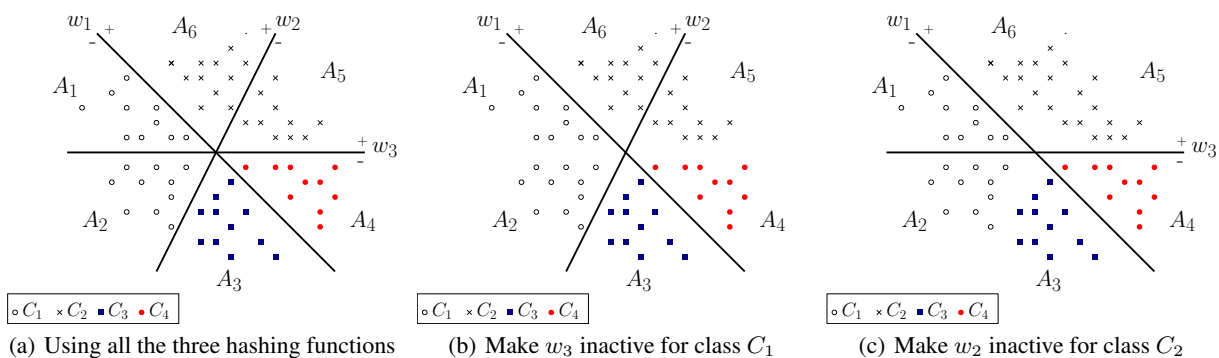 w₁ + - A₆ + w₂ -
A₅
A₁
+ w₃ -
A₂
A₄
A₃
C₁ C₂ C₃ C₄
(a) Using all the three hashing functions
w₁ + - A₆ + w₂ -
A₅
A₁
A₂
A₄
A₃
C₁ C₂ C₃ C₄
(b) Make w₃ inactive for class C₁
w₁ + - A₆
A₅
A₁
+ w₃ -
A₂
A₄
A₃
C₁ C₂ C₃ C₄
(c) Make w₂ inactive for class C₂